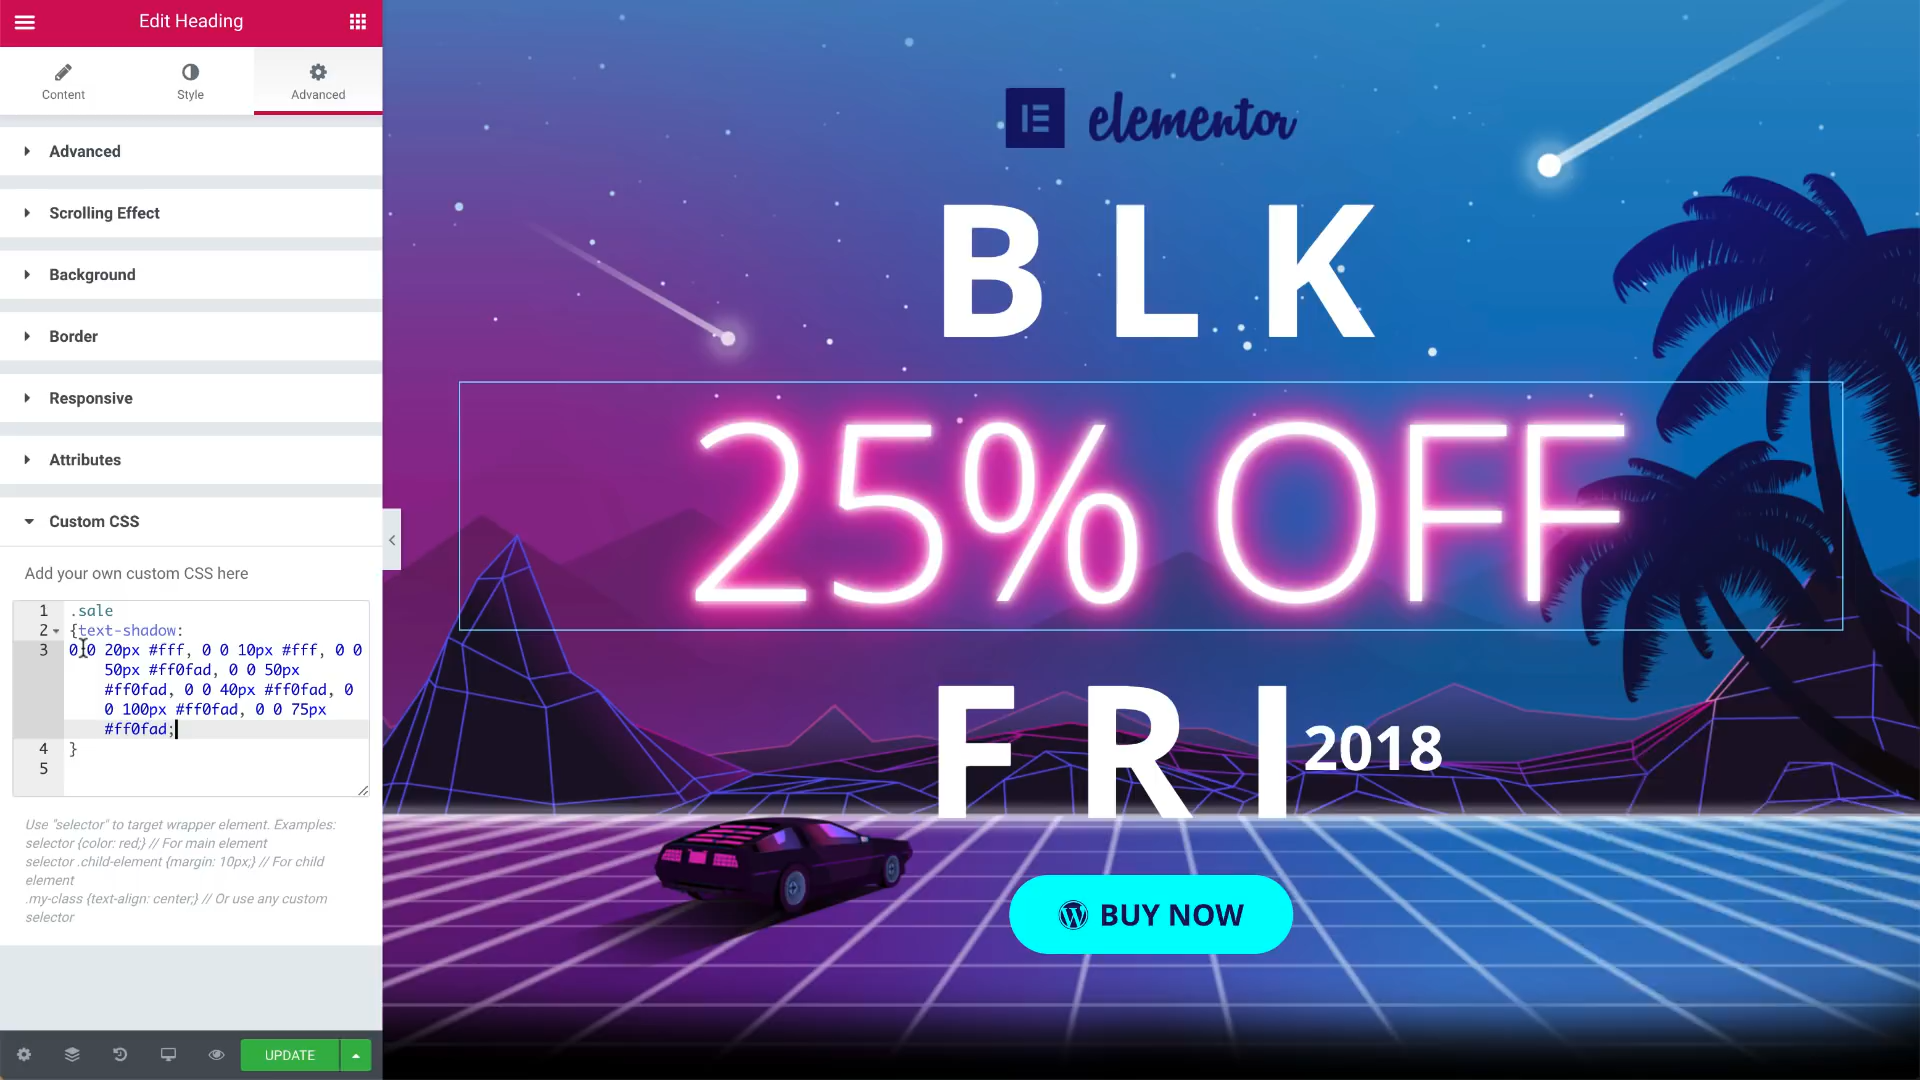 Edit Heading
Content
Style
Advanced
Advanced
Scrolling Effect
Background
Border
Responsive
Attributes
Custom CSS
Add your own custom CSS here
1 .sale
2 {text-shadow:
3 0 0 20px #fff, 0 0 10px #fff, 0 0
50px #ff0fad, 0 0 50px
#ff0fad, 0 0 40px #ff0fad, 0
0 100px #ff0fad, 0 0 75px
#ff0fad;
4 }
5
Use "selector" to target wrapper element. Examples:
selector {color: red;} // For main element
selector .child-element {margin: 10px;} // For child
element
.my-class {text-align: center;} // Or use any custom
selector
UPDATE
elementor
B L K
25% OFF
F R I 2018
BUY NOW